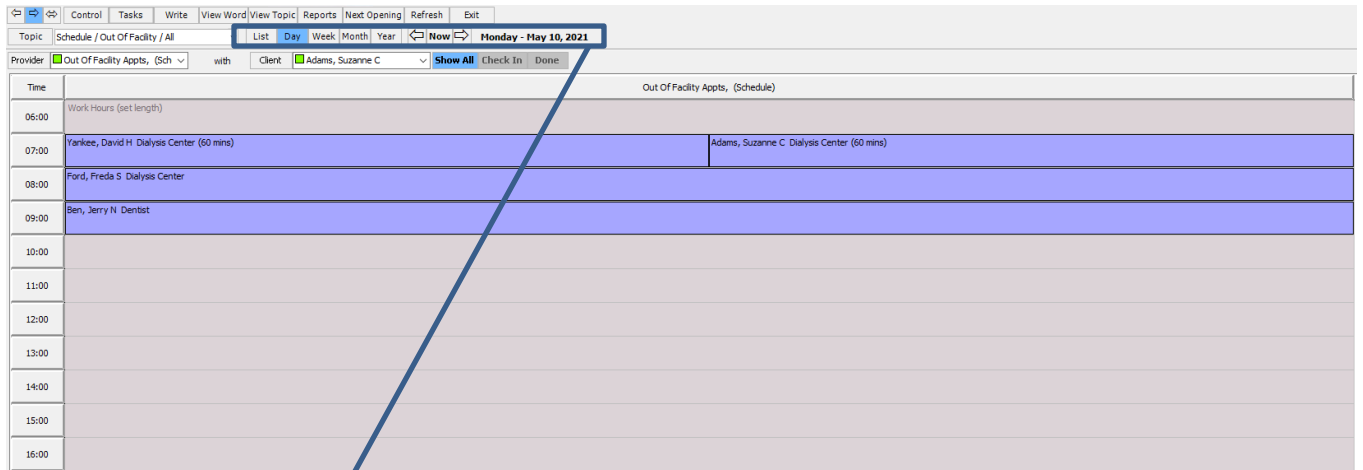 Control Tasks Write View Word View Topic Reports Next Opening Refresh Exit
Topic Schedule / Out Of Facility / All List Day Week Month Year Now Monday - May 10, 2021
Provider Out Of Facility Appts, (Sch with Client Adams, Suzanne C Show All Check In Done
Time Out Of Facility Appts, (Schedule)
06:00 Work Hours (set length)
07:00 Yankee, David H Dialysis Center (60 mins) Adams, Suzanne C Dialysis Center (60 mins)
08:00 Ford, Freda S Dialysis Center
09:00 Ben, Jerry N Dentist
10:00
11:00
12:00
13:00
14:00
15:00
16:00